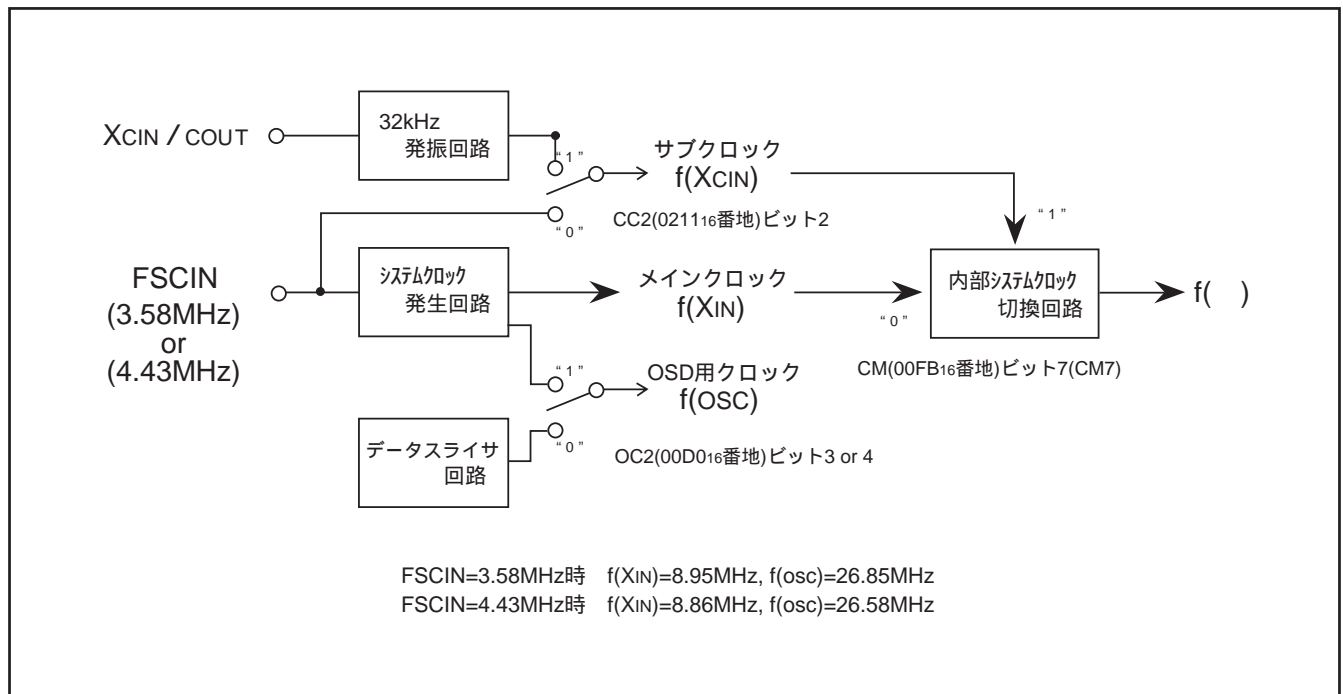 XCIN / COUT
32kHz
発振回路
“ 1 ”
“ 0 ”
サブクロック
f(XCIN)
CC2(021116番地)ビット2
“ 1 ”
FSCIN
(3.58MHz)
or
(4.43MHz)
ｼｽﾃﾑｸﾛｯｸ
発生回路
メインクロック
f(XIN)
“ 0 ”
内部ｼｽﾃﾑｸﾛｯｸ
切換回路
f( )
CM(00FB16番地)ビット7(CM7)
“ 1 ”
“ 0 ”
OSD用クロック
f(OSC)
OC2(00D016番地)ビット3 or 4
データスライサ
回路
FSCIN=3.58MHz時 f(XIN)=8.95MHz, f(osc)=26.85MHz
FSCIN=4.43MHz時 f(XIN)=8.86MHz, f(osc)=26.58MHz